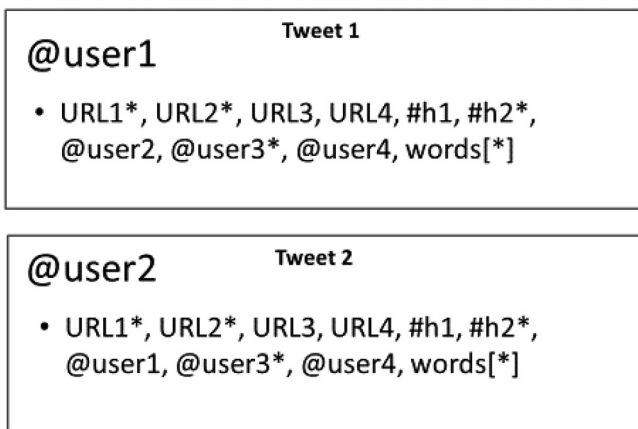 Tweet 1
@user1
• URL1*, URL2*, URL3, URL4, #h1, #h2*,
@user2, @user3*, @user4, words[*]
Tweet 2
@user2
• URL1*, URL2*, URL3, URL4, #h1, #h2*,
@user1, @user3*, @user4, words[*]